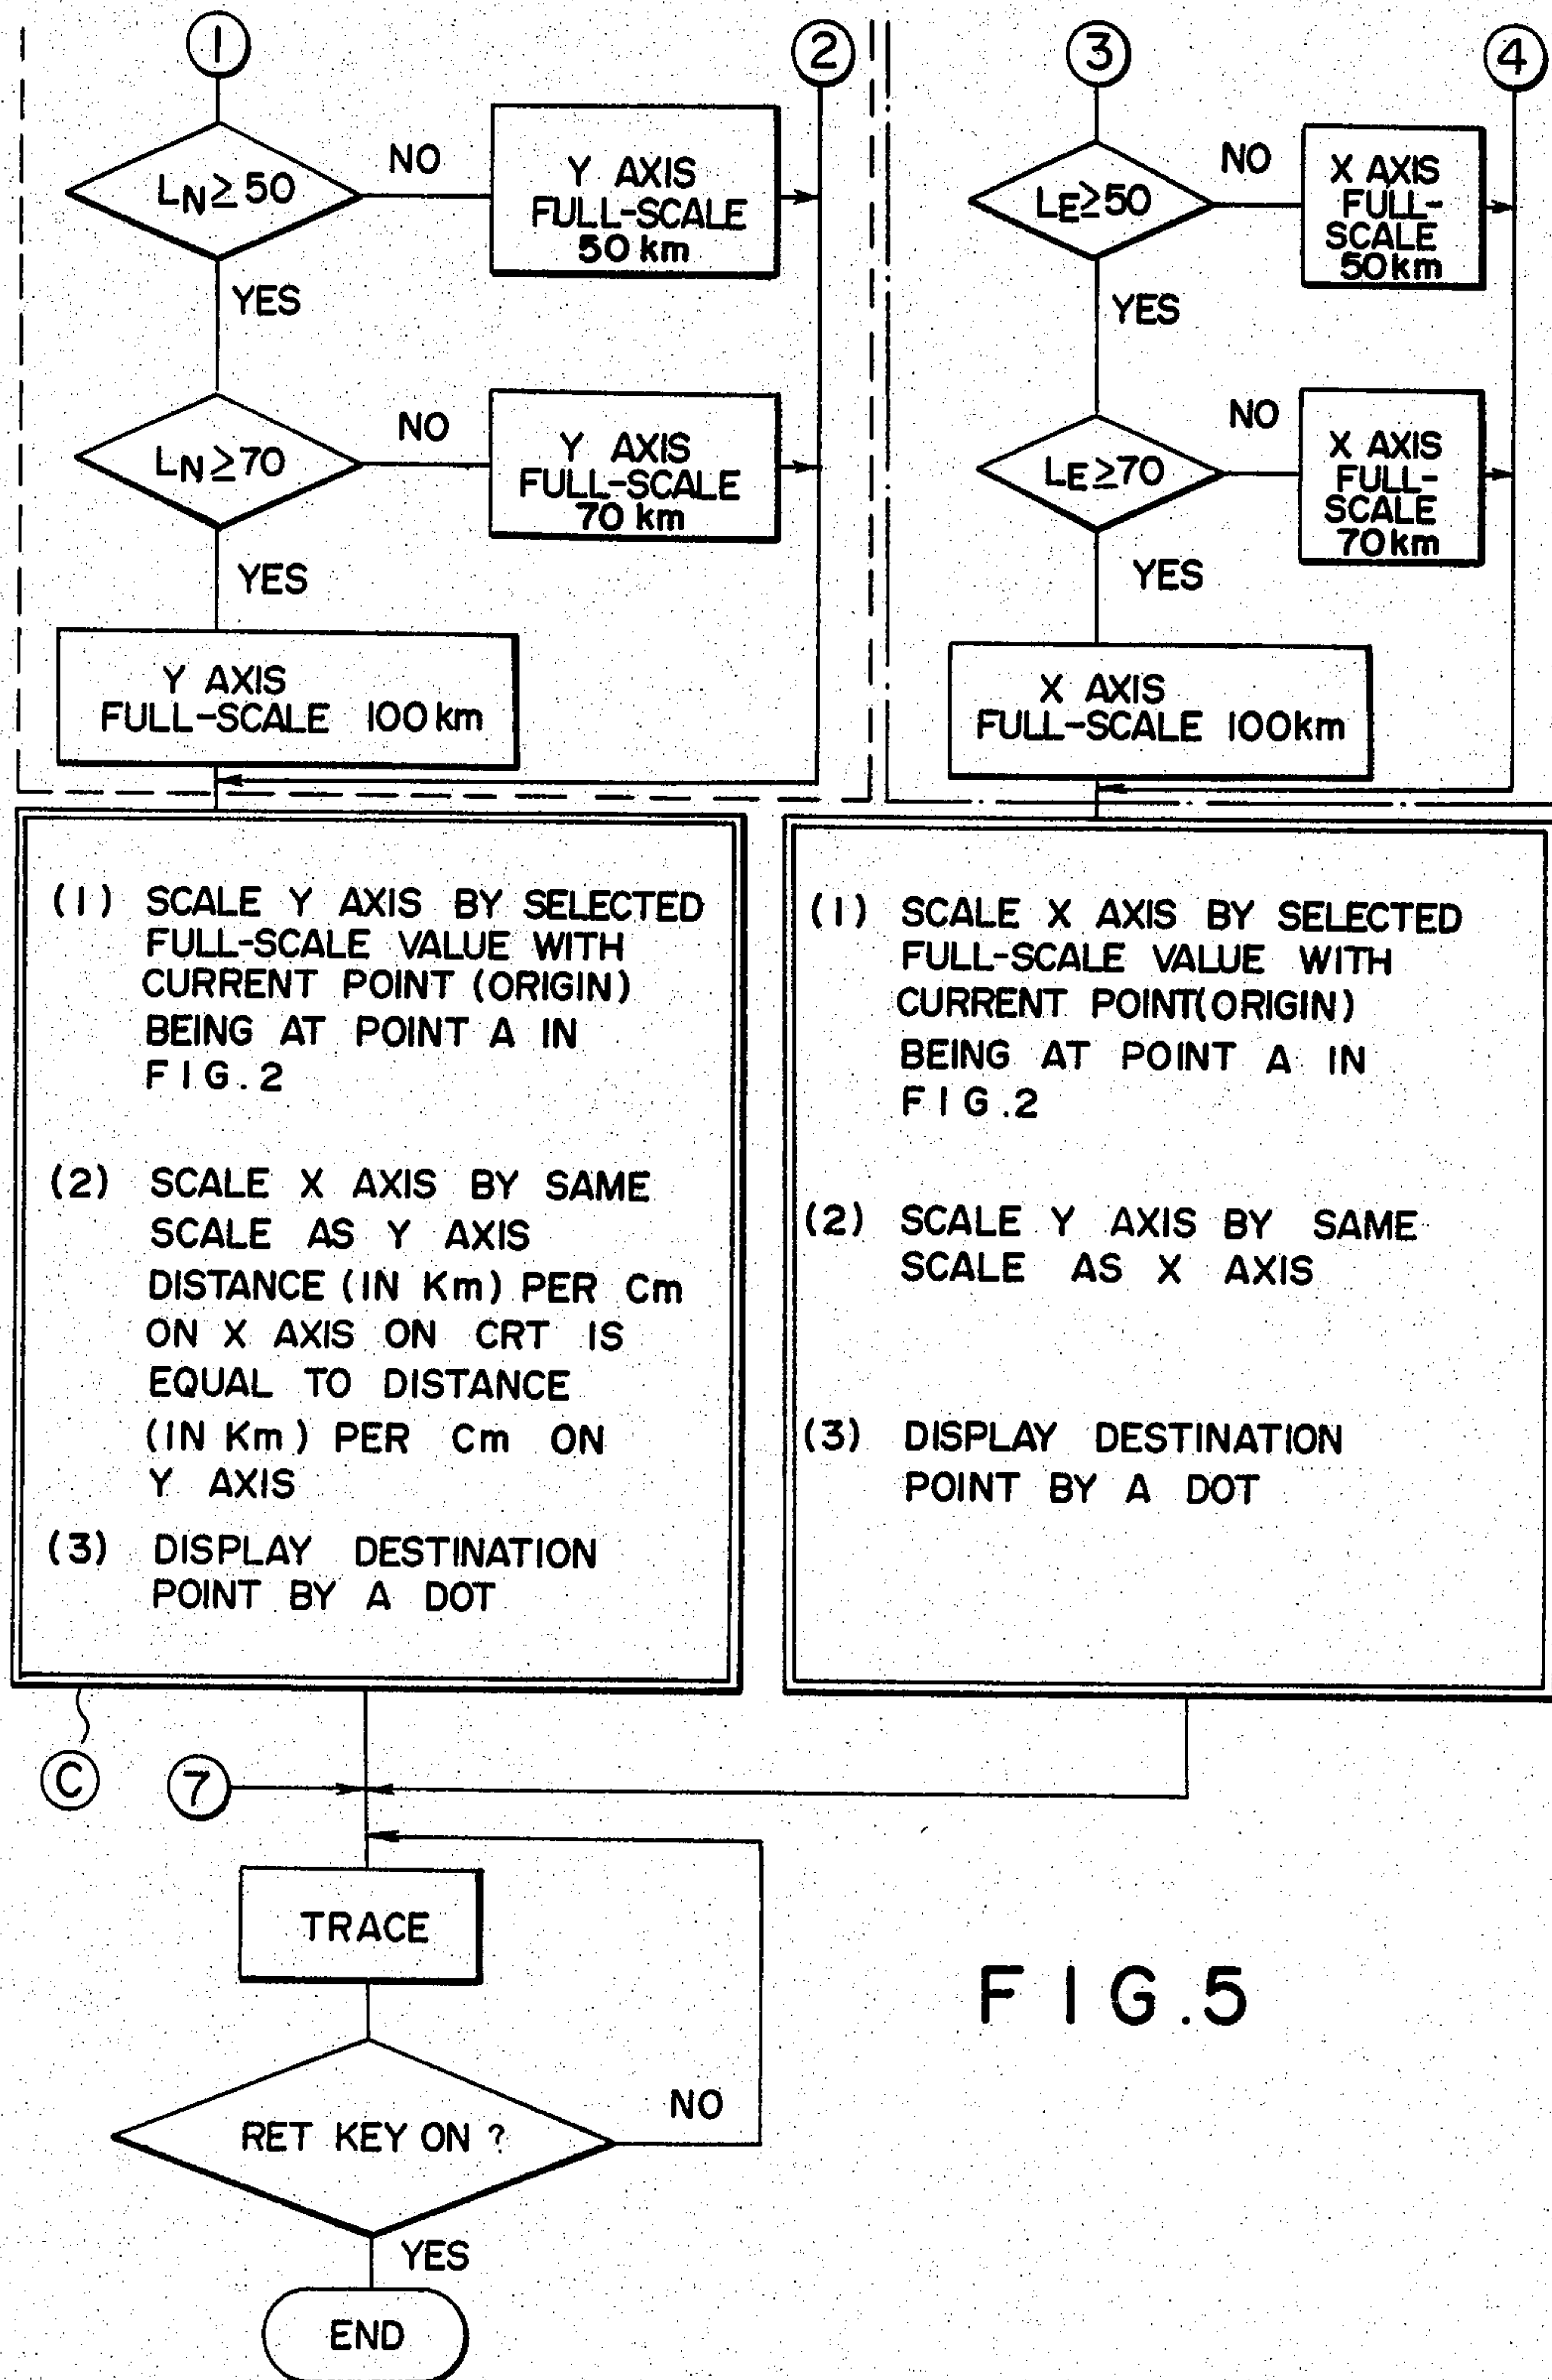 1
2
LN≥50
NO
Y AXIS
FULL-SCALE
50 km
YES
LN≥70
NO
Y AXIS
FULL-SCALE
70 km
YES
Y AXIS
FULL-SCALE 100 km
3
4
LE≥50
NO
X AXIS
FULL-
SCALE
50 km
YES
LE≥70
NO
X AXIS
FULL-
SCALE
70 km
YES
X AXIS
FULL-SCALE 100km
(1) SCALE Y AXIS BY SELECTED
FULL-SCALE VALUE WITH
CURRENT POINT (ORIGIN)
BEING AT POINT A IN
FIG.2
(2) SCALE X AXIS BY SAME
SCALE AS Y AXIS
DISTANCE (IN Km) PER Cm
ON X AXIS ON CRT IS
EQUAL TO DISTANCE
(IN Km) PER Cm ON
Y AXIS
(3) DISPLAY DESTINATION
POINT BY A DOT
(1) SCALE X AXIS BY SELECTED
FULL-SCALE VALUE WITH
CURRENT POINT(ORIGIN)
BEING AT POINT A IN
FIG.2
(2) SCALE Y AXIS BY SAME
SCALE AS X AXIS
(3) DISPLAY DESTINATION
POINT BY A DOT
C
7
TRACE
RET KEY ON ?
NO
YES
END
FIG.5